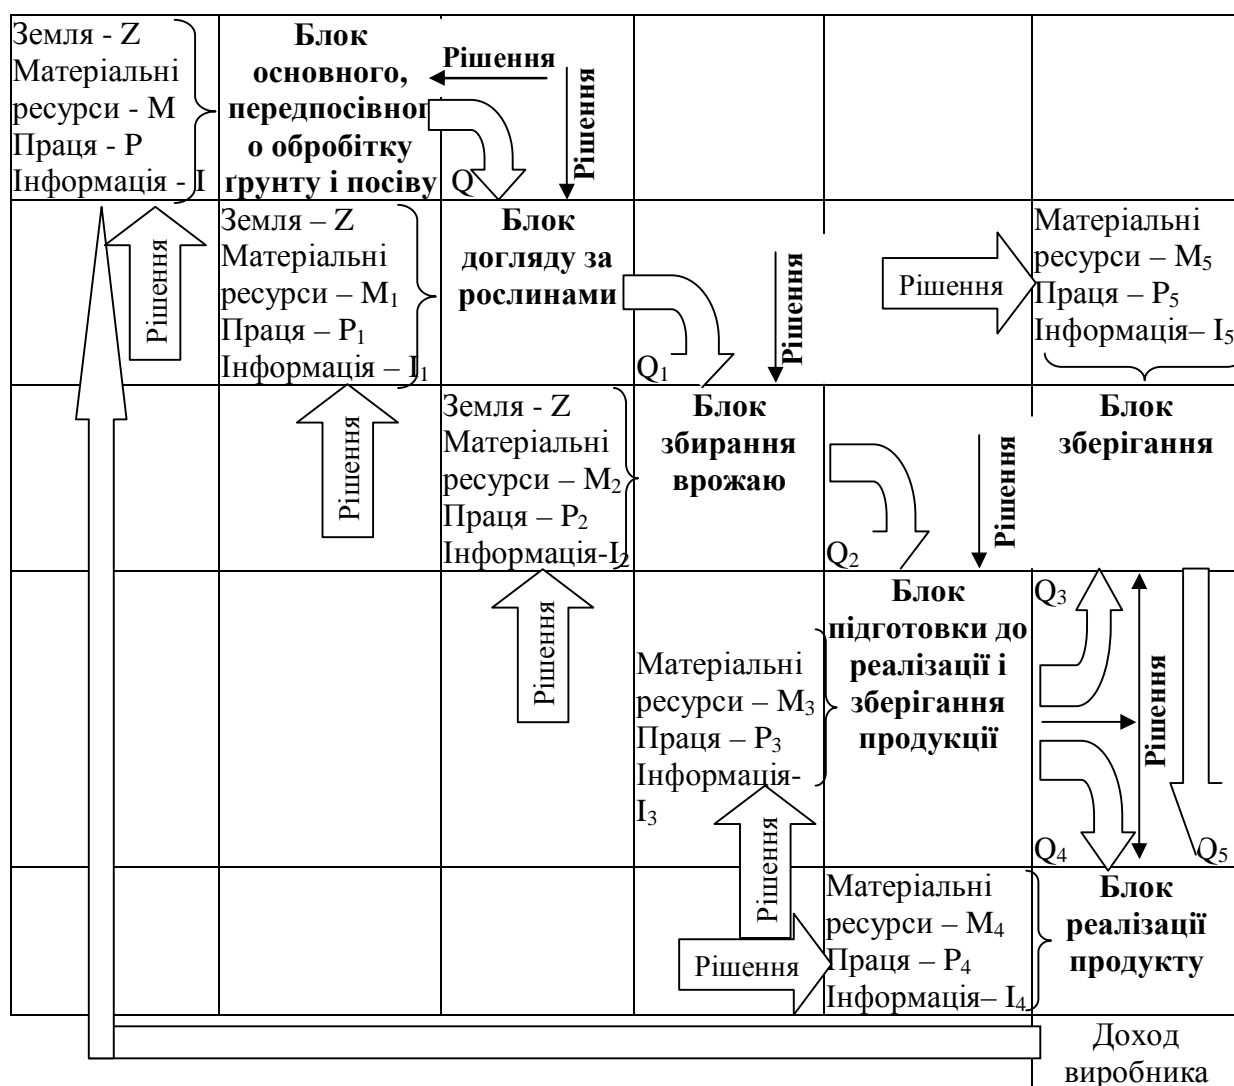 Земля - Z
Матеріальні
ресурси - M
Праця - P
Інформація - I
Блок
основного,
передпосівног
о обробітку
ґрунту і посіву
Рішення
Рішення
Q
Рішення
Земля – Z
Матеріальні
ресурси – M₁
Праця – P₁
Інформація – I₁
Блок
догляду за
рослинами
Q₁
Рішення
Рішення
Матеріальні
ресурси – M₅
Праця – P₅
Інформація– I₅
Рішення
Земля - Z
Матеріальні
ресурси – M₂
Праця – P₂
Інформація-I₂
Блок
збирання
врожаю
Q₂
Рішення
Блок
зберігання
Рішення
Матеріальні
ресурси – M₃
Праця – P₃
Інформація-
I₃
Блок
підготовки до
реалізації і
зберігання
продукції
Q₃
Рішення
Q₄
Q₅
Рішення
Рішення
Матеріальні
ресурси – M₄
Праця – P₄
Інформація– I₄
Блок
реалізації
продукту
Доход
виробника